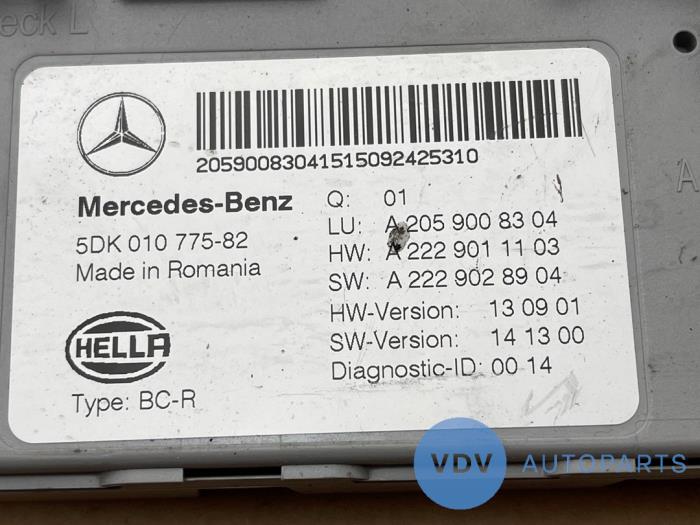 eck L
20590083041515092425310
Mercedes-Benz
5DK 010 775-82
Made in Romania
HELLA
Type: BC-R
Q: 01
LU: A 205 900 83 04
HW: A 222 901 11 03
SW: A 222 902 89 04
HW-Version: 13 09 01
SW-Version: 14 13 00
Diagnostic-ID: 00 14
A
VDV AUTOPARTS